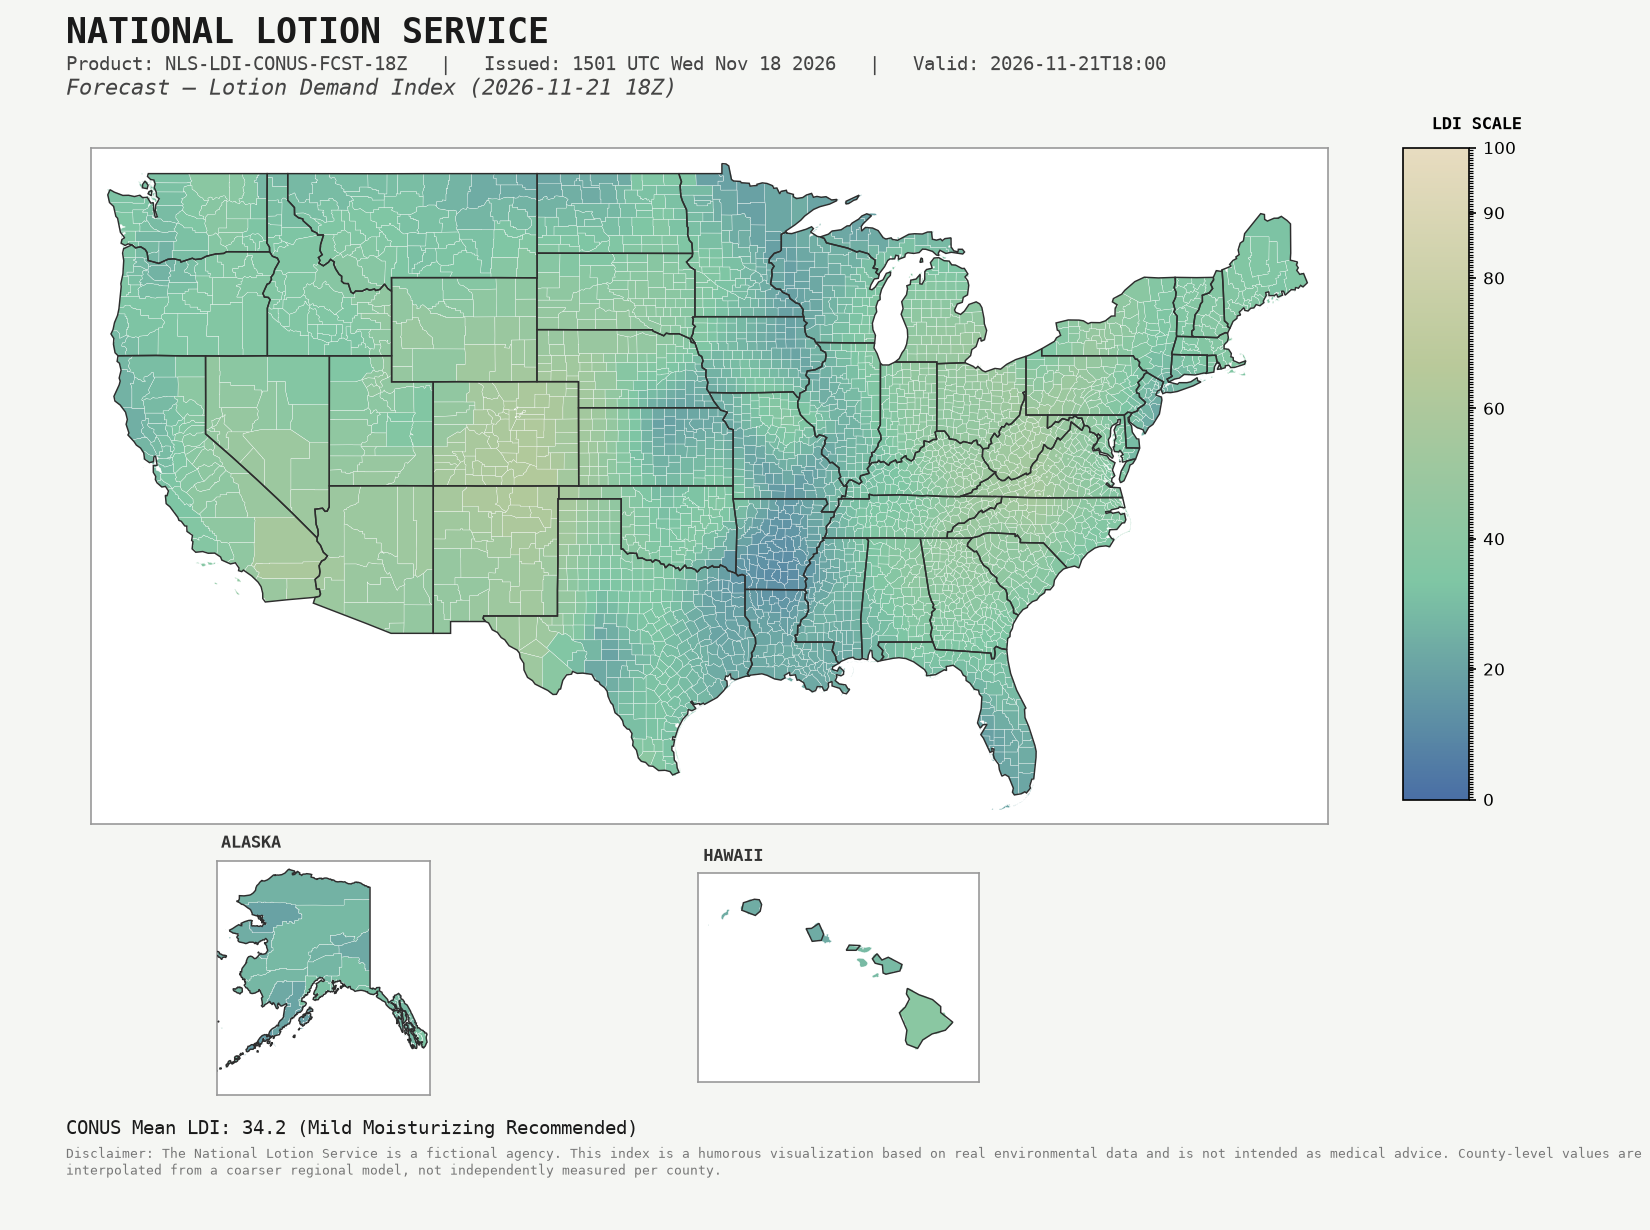 NATIONAL LOTION SERVICE
Product: NLS-LDI-CONUS-FCST-18Z | Issued: 1501 UTC Wed Nov 18 2026 | Valid: 2026-11-21T18:00
Forecast — Lotion Demand Index (2026-11-21 18Z)
LDI SCALE
100
90
80
60
40
20
0
ALASKA
HAWAII
CONUS Mean LDI: 34.2 (Mild Moisturizing Recommended)
Disclaimer: The National Lotion Service is a fictional agency. This index is a humorous visualization based on real environmental data and is not intended as medical advice. County-level values are
interpolated from a coarser regional model, not independently measured per county.